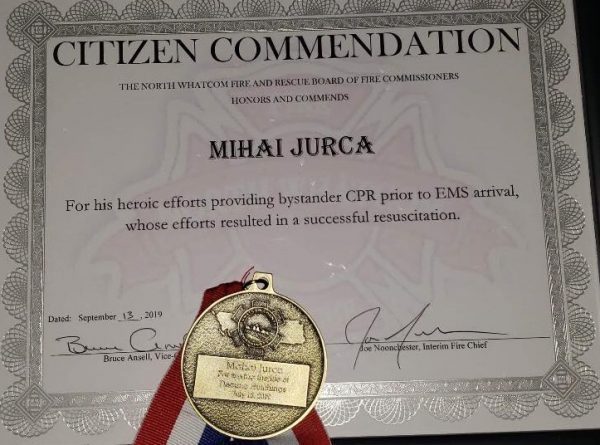 CITIZEN COMMENDATION
THE NORTH WHATCOM FIRE AND RESCUE BOARD OF FIRE COMMISSIONERS
HONORS AND COMMENDS
MIHAI JURCA
For his heroic efforts providing bystander CPR prior to EMS arrival,
whose efforts resulted in a successful resuscitation.
Dated: September 13, 2019
Bruce Ansell, Vice-
Joe Noonchester, Interim Fire Chief
Mihai Jurca